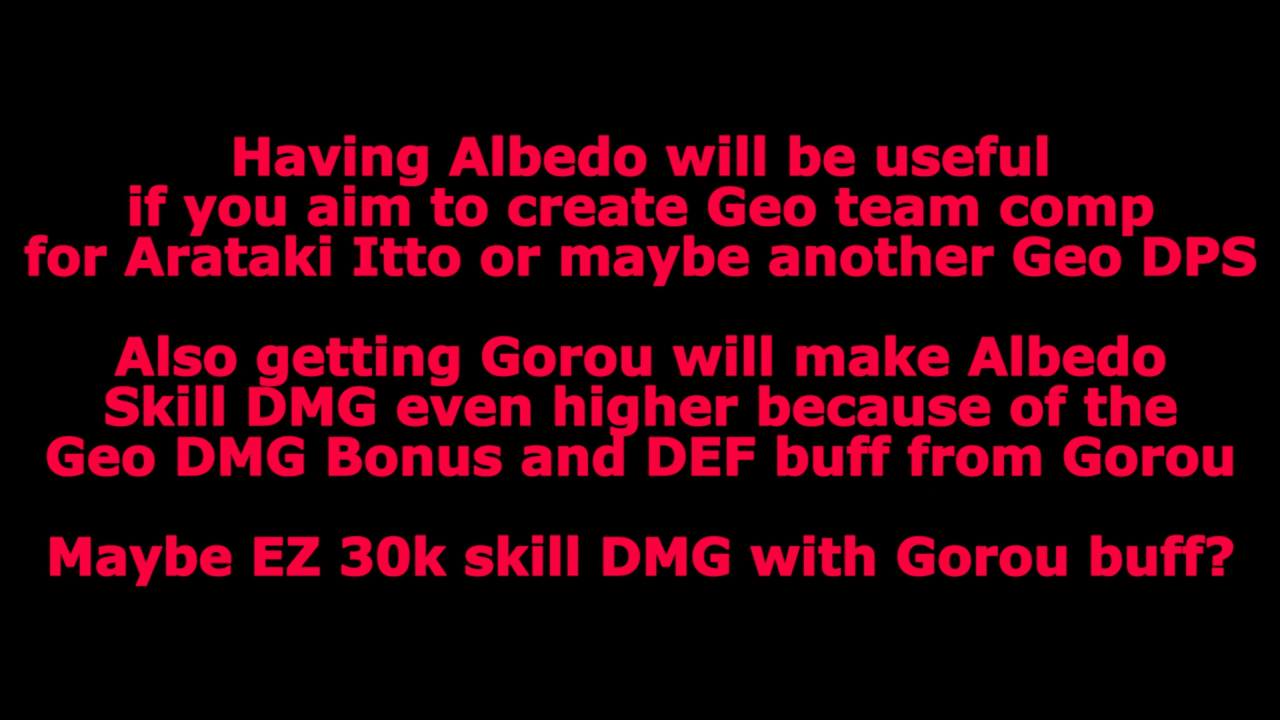 Having Albedo will be useful
if you aim to create Geo team comp
for Arataki Itto or maybe another Geo DPS
Also getting Gorou will make Albedo
Skill DMG even higher because of the
Geo DMG Bonus and DEF buff from Gorou
Maybe EZ 30k skill DMG with Gorou buff?